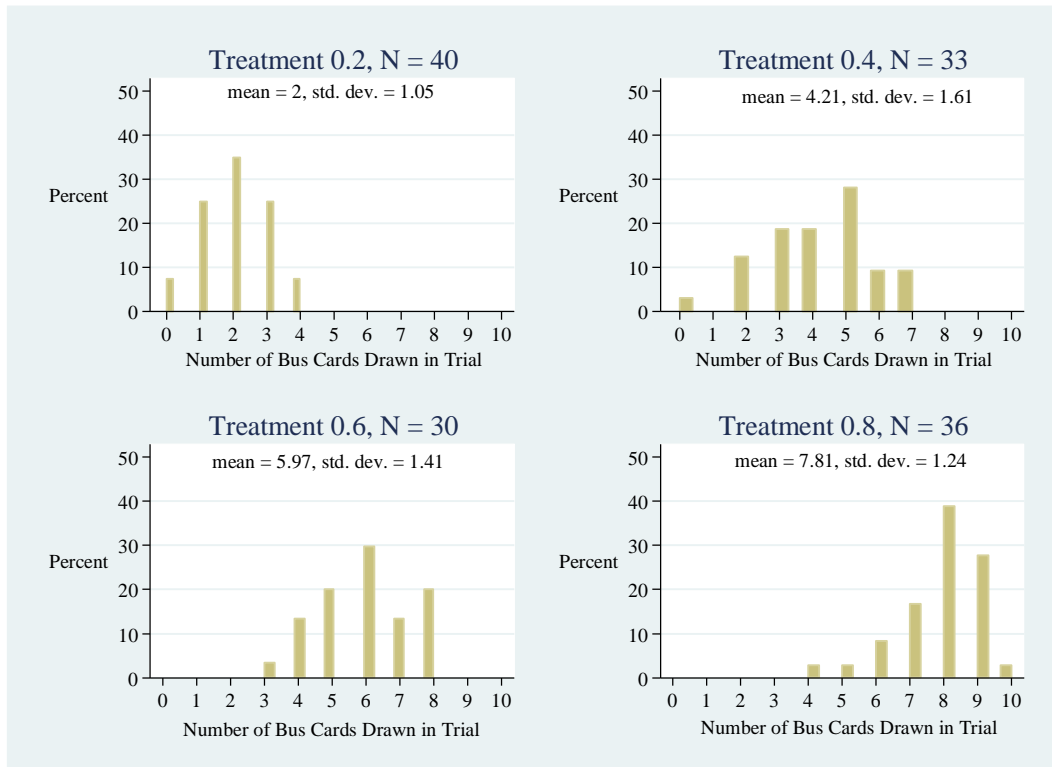 Treatment 0.2, N = 40
mean = 2, std. dev. = 1.05
50
40
30
20
10
0
Percent
0 1 2 3 4 5 6 7 8 9 10
Number of Bus Cards Drawn in Trial
Treatment 0.4, N = 33
mean = 4.21, std. dev. = 1.61
50
40
30
20
10
0
Percent
0 1 2 3 4 5 6 7 8 9 10
Number of Bus Cards Drawn in Trial
Treatment 0.6, N = 30
mean = 5.97, std. dev. = 1.41
50
40
30
20
10
0
Percent
0 1 2 3 4 5 6 7 8 9 10
Number of Bus Cards Drawn in Trial
Treatment 0.8, N = 36
mean = 7.81, std. dev. = 1.24
50
40
30
20
10
0
Percent
0 1 2 3 4 5 6 7 8 9 10
Number of Bus Cards Drawn in Trial